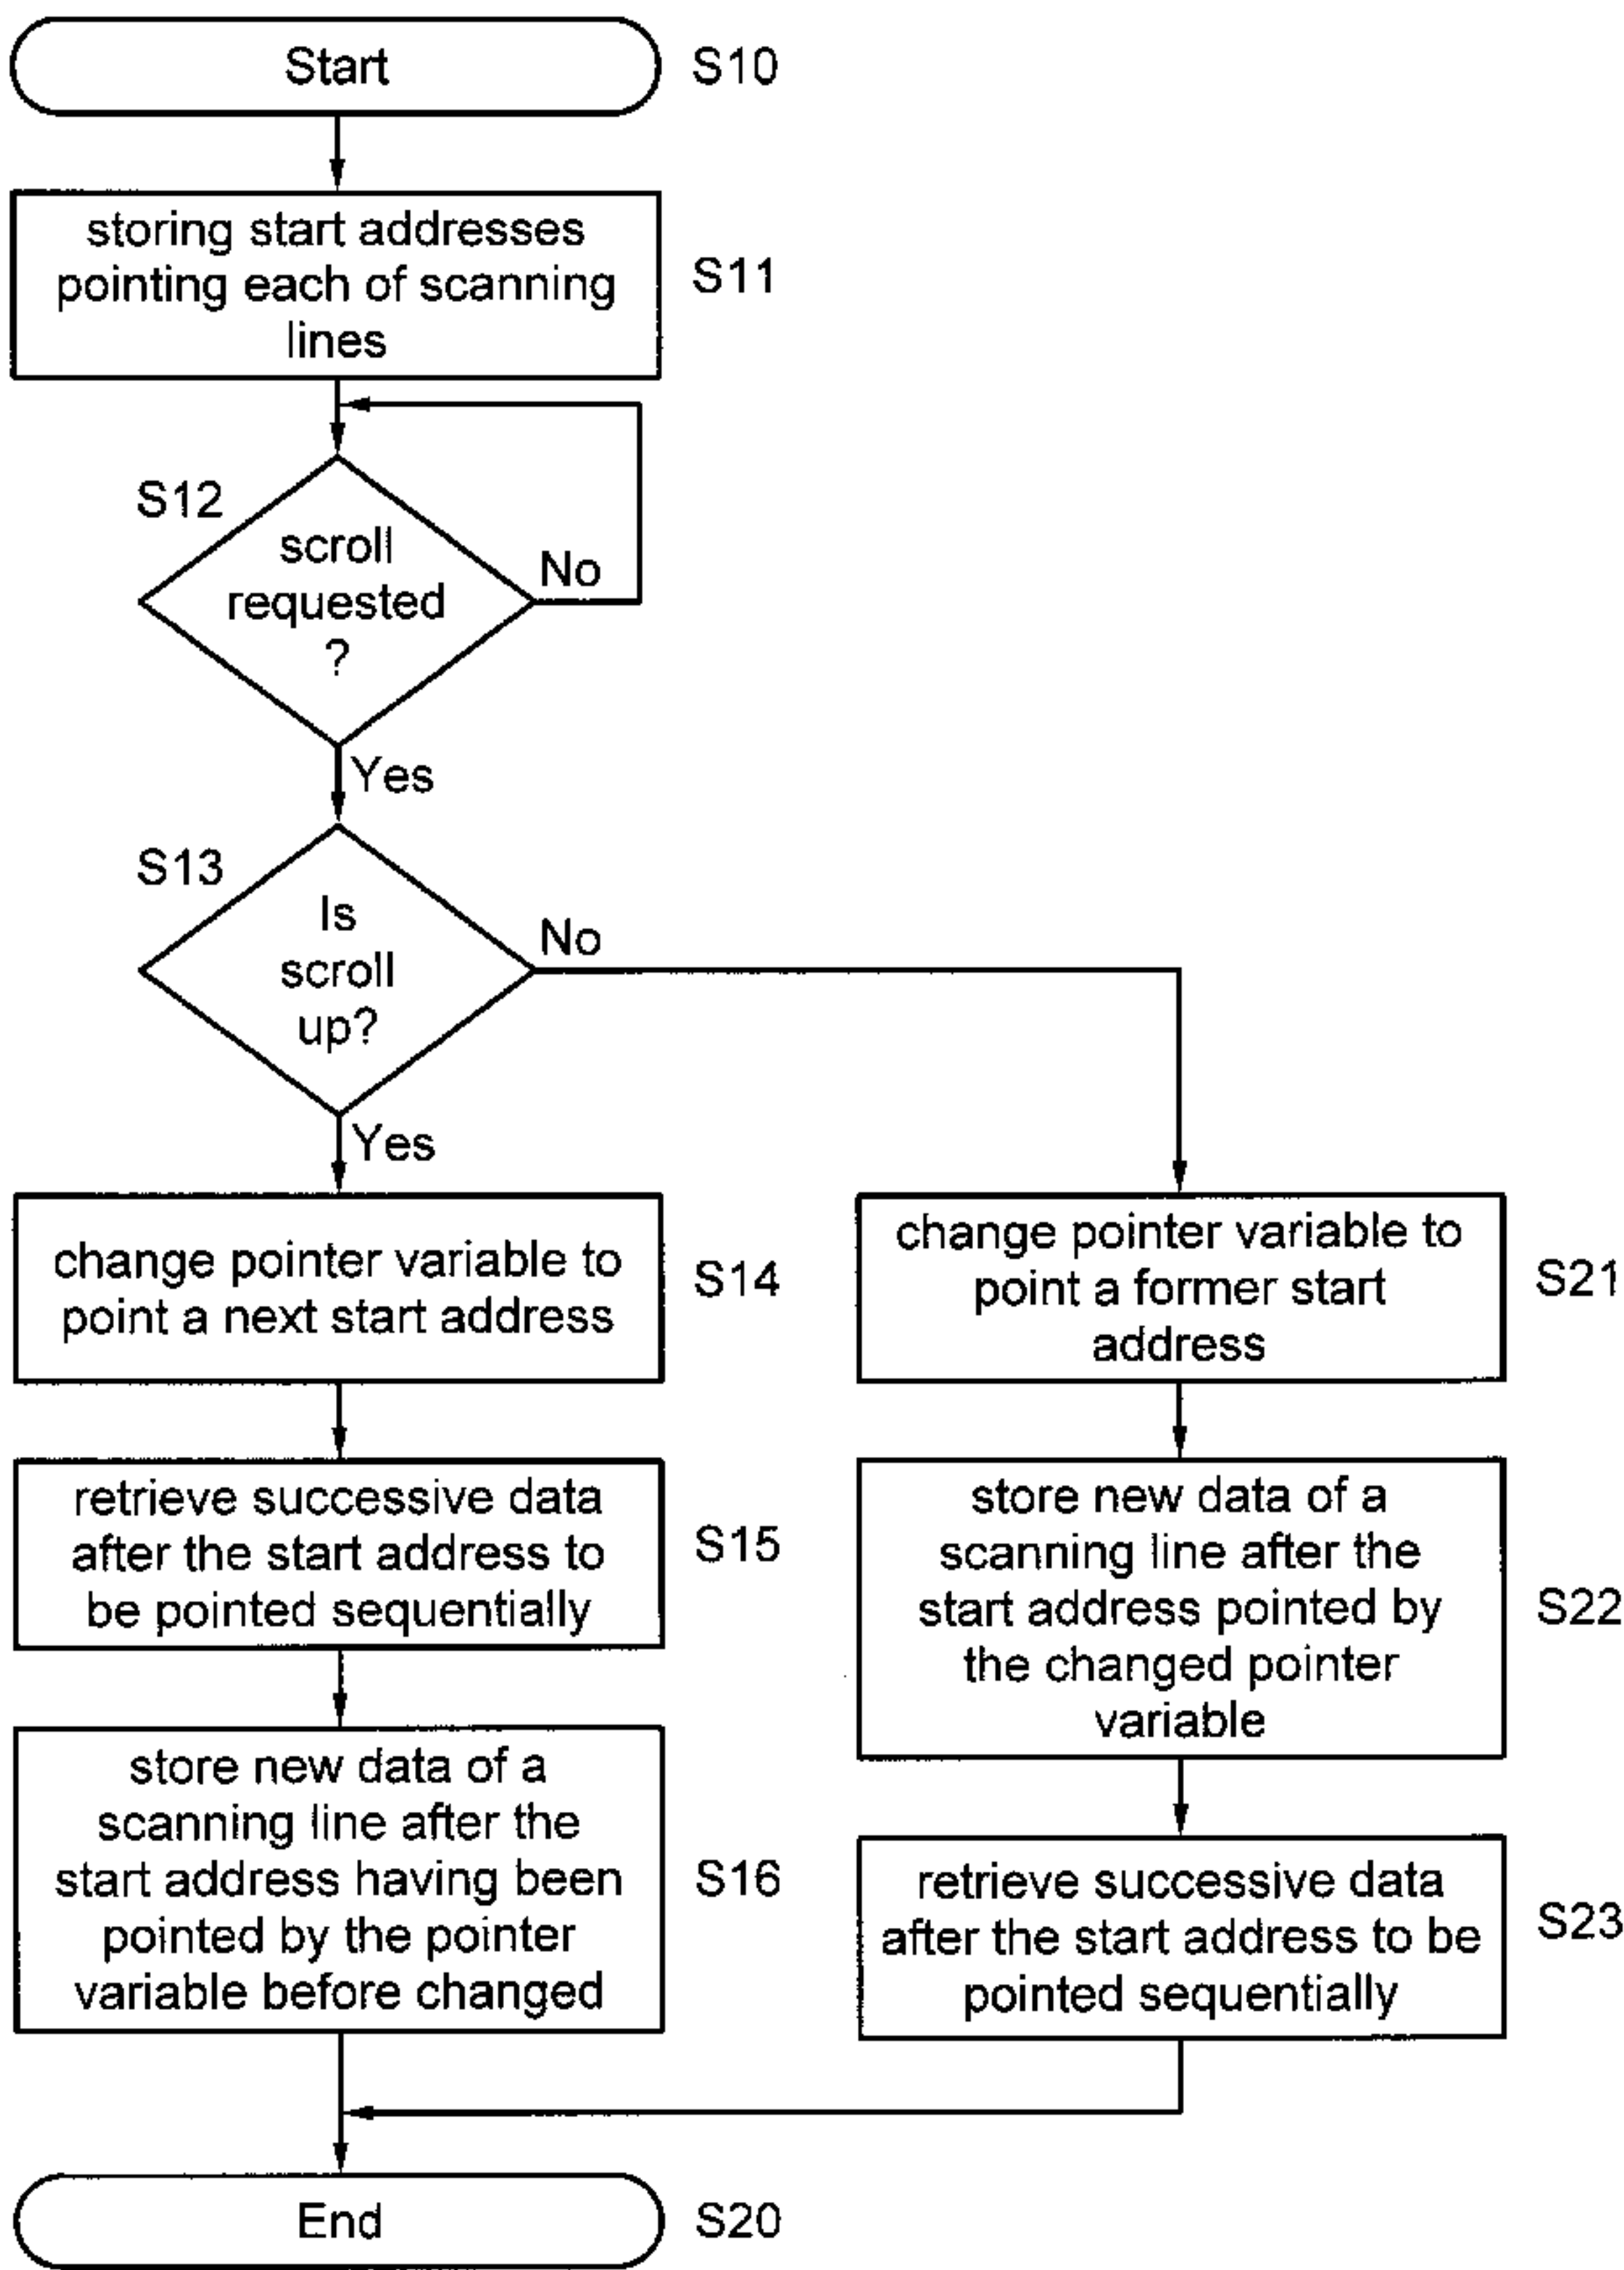 Start
S10
storing start addresses
pointing each of scanning
lines
S11
S12
scroll
requested
?
No
Yes
S13
Is
scroll
up?
No
Yes
change pointer variable to
point a next start address
S14
retrieve successive data
after the start address to
be pointed sequentially
S15
store new data of a
scanning line after the
start address having been
pointed by the pointer
variable before changed
S16
change pointer variable to
point a former start
address
S21
store new data of a
scanning line after the
start address pointed by
the changed pointer
variable
S22
retrieve successive data
after the start address to be
pointed sequentially
S23
End
S20